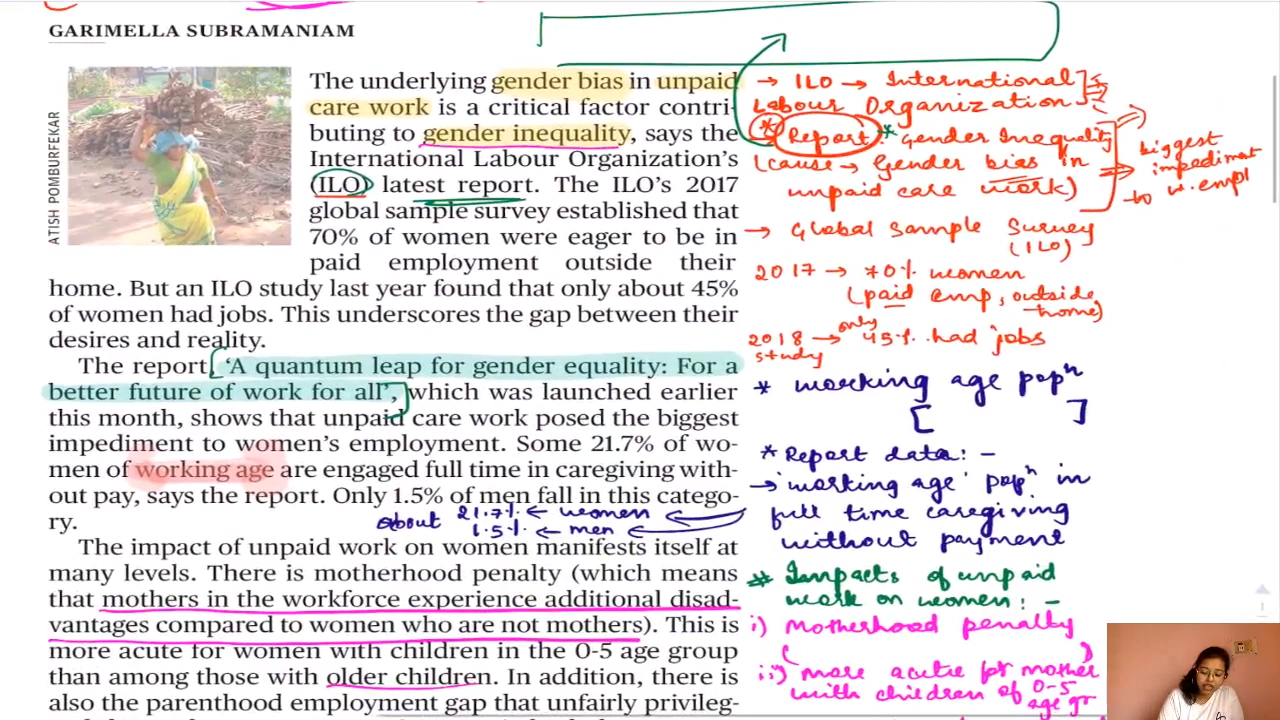 GARIMELLA SUBRAMANIAM
ATISH POMBURFEKAR
The underlying gender bias in unpaid
care work is a critical factor contri-
buting to gender inequality, says the
International Labour Organization's
(ILO) latest report. The ILO's 2017
global sample survey established that
70% of women were eager to be in
paid employment outside their
home. But an ILO study last year found that only about 45%
of women had jobs. This underscores the gap between their
desires and reality.
The report, 'A quantum leap for gender equality: For a
better future of work for all', which was launched earlier
this month, shows that unpaid care work posed the biggest
impediment to women's employment. Some 21.7% of wo-
men of working age are engaged full time in caregiving with-
out pay, says the report. Only 1.5% of men fall in this catego-
ry.
about 21.7% ← women
1.5% ← men
The impact of unpaid work on women manifests itself at
many levels. There is motherhood penalty (which means
that mothers in the workforce experience additional disad-
vantages compared to women who are not mothers). This is
more acute for women with children in the 0-5 age group
than among those with older children. In addition, there is
also the parenthood employment gap that unfairly privileg-
→ ILO → International
Labour Organization
* Report * Gender Inequality
(cause → Gender bias in
unpaid care work)
→ biggest
impediment
to w.empl
→ Global Sample Survey
(ILO)
2017 → 70% women
(paid emp, outside
home)
2018 → only 45% had jobs
study
* working age popⁿ
[ ]
* Report data: -
→ working age popⁿ in
full time caregiving
without payment
* Impacts of unpaid
work on women: -
i) Motherhood penalty
ii) more acute for mother
with children of 0-5
age gr